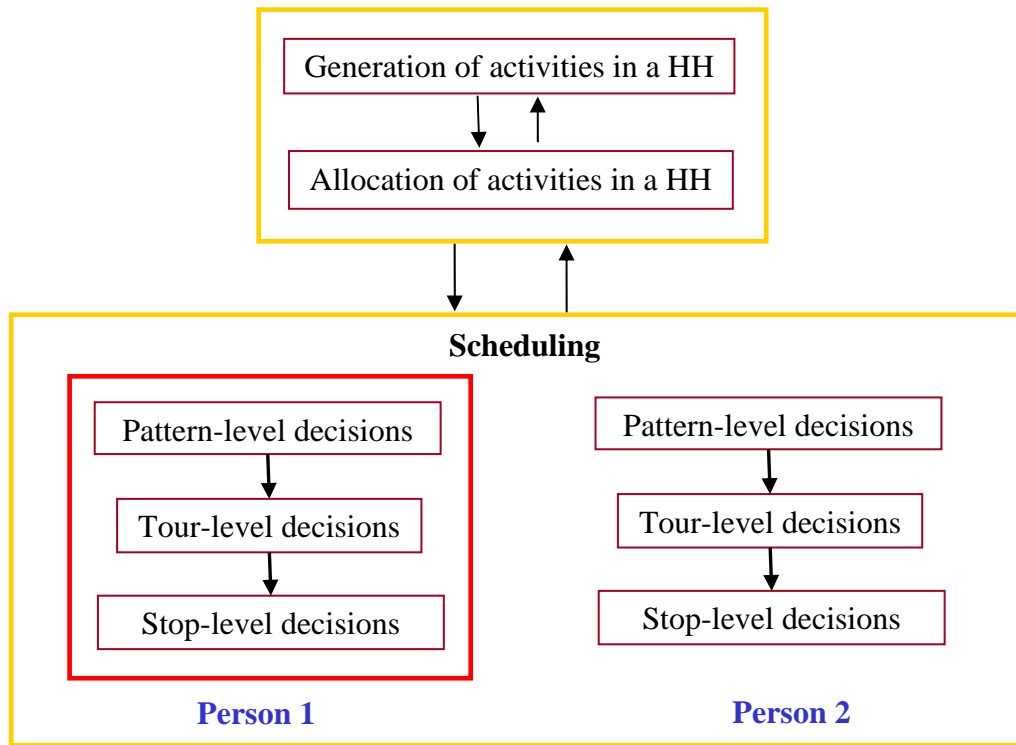 Generation of activities in a HH
Allocation of activities in a HH
Scheduling
Pattern-level decisions
Tour-level decisions
Stop-level decisions
Person 1
Pattern-level decisions
Tour-level decisions
Stop-level decisions
Person 2